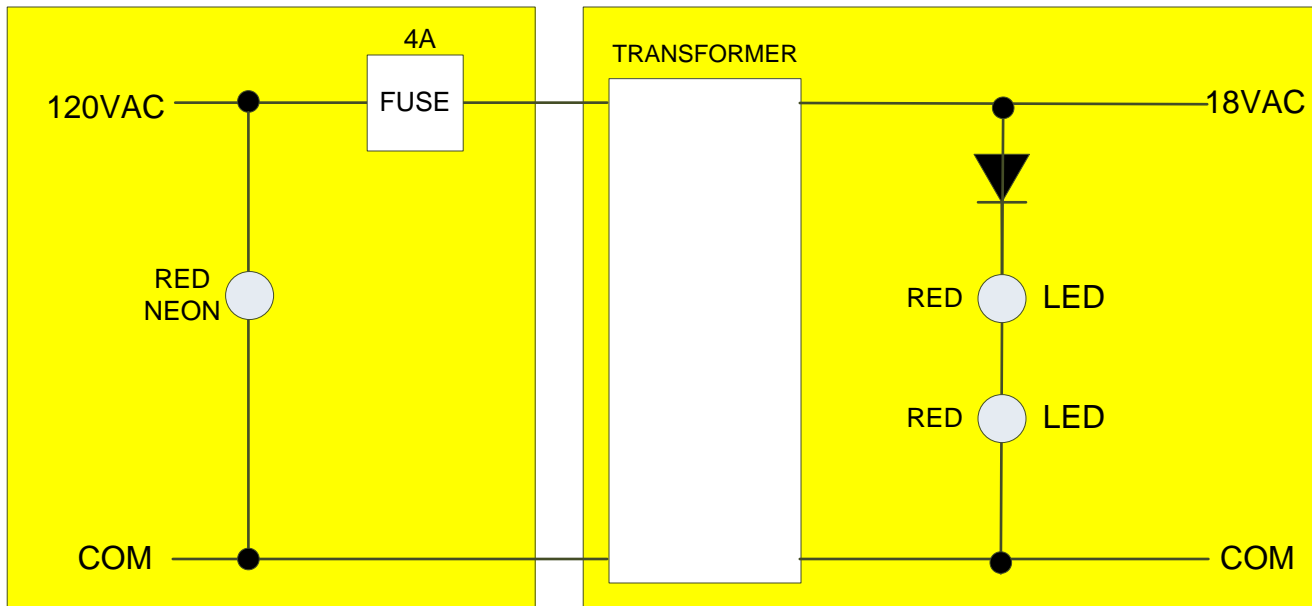 4A
TRANSFORMER
120VAC
FUSE
18VAC
RED
NEON
RED
LED
RED
LED
COM
COM